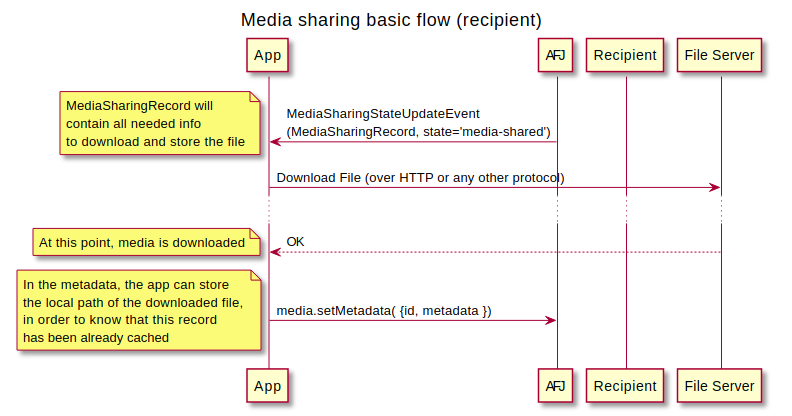 Media sharing basic flow (recipient)
App
AFJ
Recipient
File Server
MediaSharingRecord will
contain all needed info
to download and store the file
MediaSharingStateUpdateEvent
(MediaSharingRecord, state='media-shared')
Download File (over HTTP or any other protocol)
At this point, media is downloaded
OK
In the metadata, the app can store
the local path of the downloaded file,
in order to know that this record
has been already cached
media.setMetadata( {id, metadata })
App
AFJ
Recipient
File Server